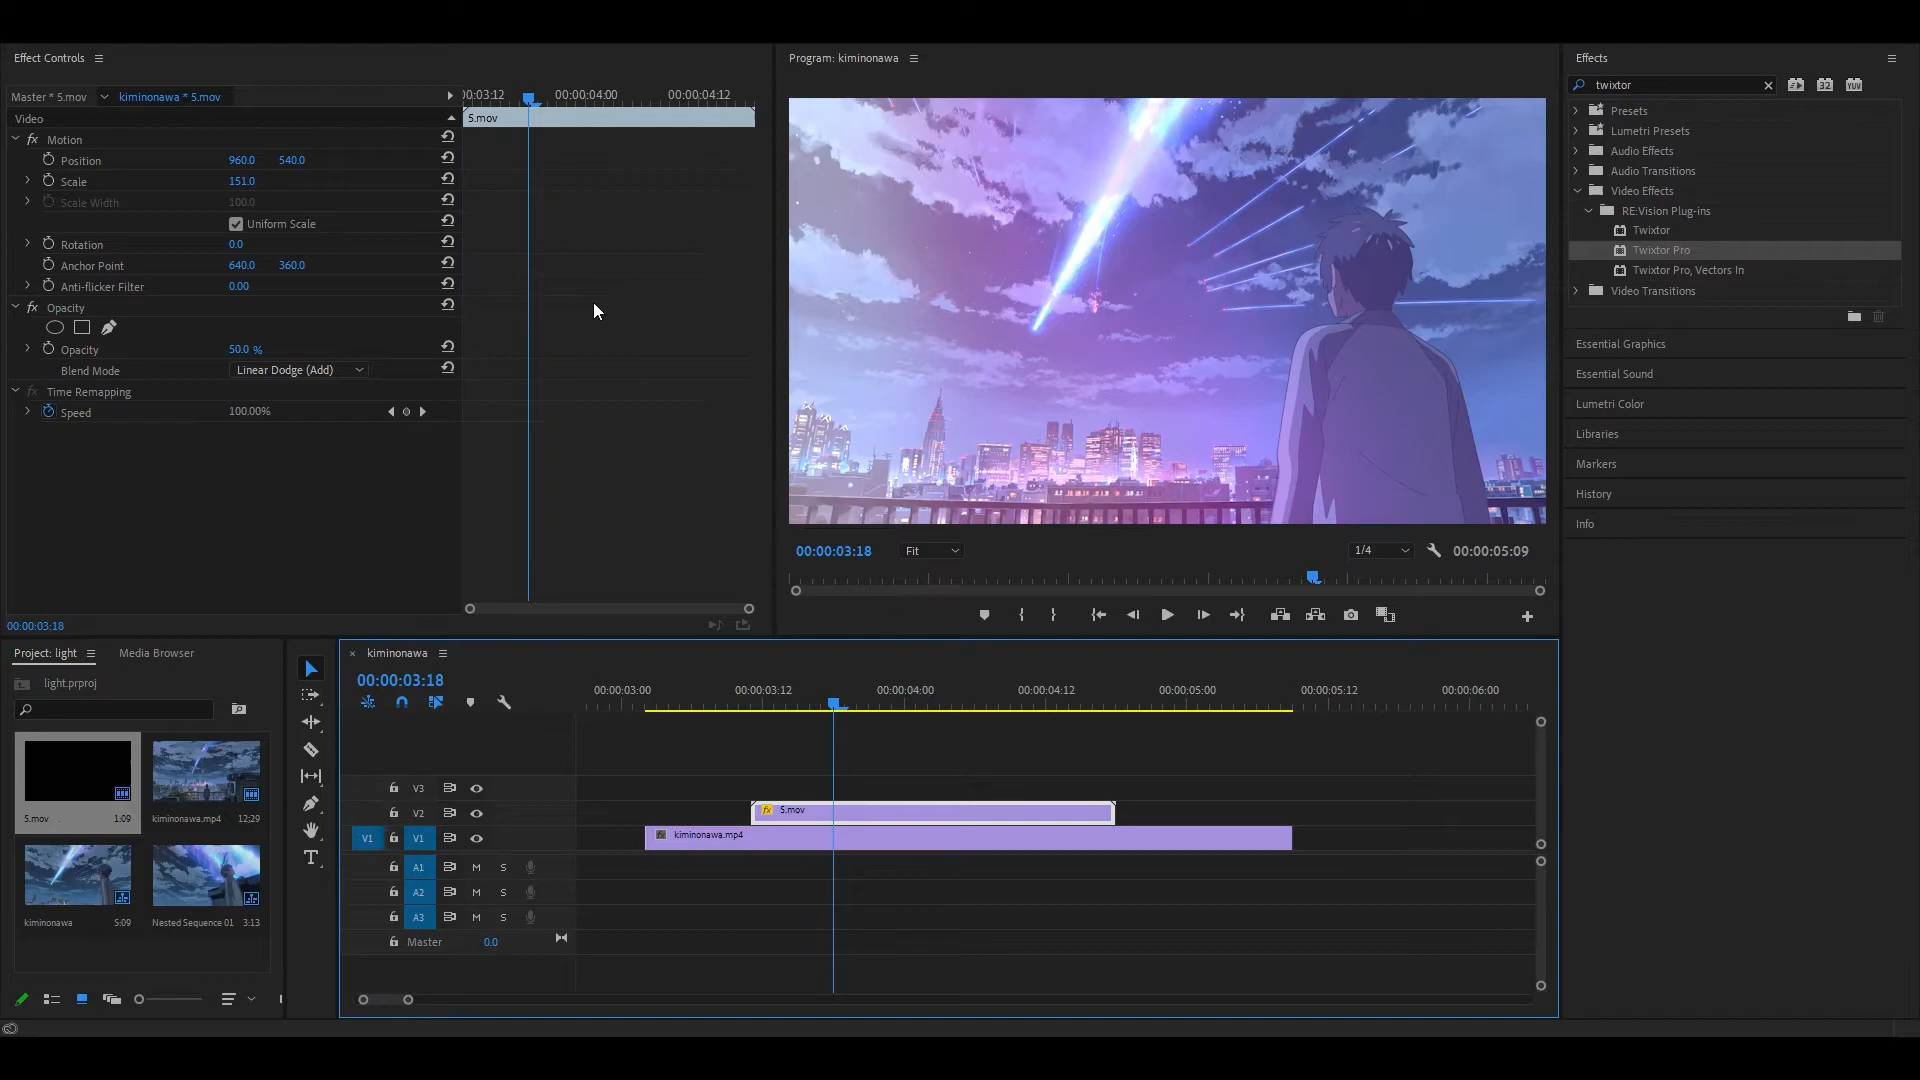 Effect Controls
Master * 5.mov
kiminonawa * 5.mov
00:03:12
00:00:04:00
00:00:04:12
Video
5.mov
fx Motion
Position 960.0 540.0
Scale 151.0
Scale Width 100.0
Uniform Scale
Rotation 0.0
Anchor Point 640.0 360.0
Anti-flicker Filter 0.00
fx Opacity
Opacity 50.0 %
Blend Mode Linear Dodge (Add)
fx Time Remapping
Speed 100.00%
00:00:03:18
Program: kiminonawa
00:00:03:18
Fit
1/4
00:00:05:09
Effects
twixtor
32
YUV
Presets
Lumetri Presets
Audio Effects
Audio Transitions
Video Effects
RE:Vision Plug-ins
Twixtor
Twixtor Pro
Twixtor Pro, Vectors In
Video Transitions
Essential Graphics
Essential Sound
Lumetri Color
Libraries
Markers
History
Info
Project: light
Media Browser
light.prproj
5.mov 1:09
kiminonawa.mp4 12;29
kiminonawa 5:09
Nested Sequence 01 3:13
kiminonawa
00:00:03:18
00:00:03:00
00:00:03:12
00:00:04:00
00:00:04:12
00:00:05:00
00:00:05:12
00:00:06:00
V3
V2
fx 5.mov
V1 V1
fx kiminonawa.mp4
A1 M S
A2 M S
A3 M S
Master 0.0